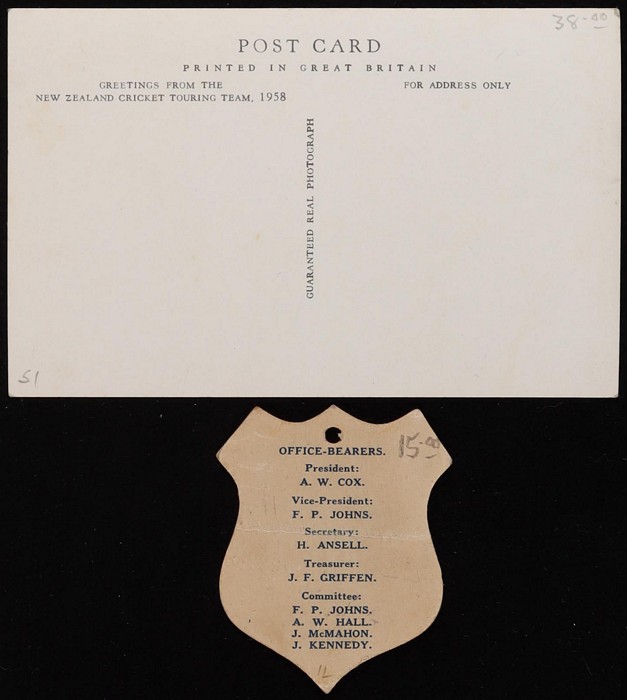 38-00
POST CARD
PRINTED IN GREAT BRITAIN
GREETINGS FROM THE
NEW ZEALAND CRICKET TOURING TEAM, 1958
FOR ADDRESS ONLY
GUARANTEED REAL PHOTOGRAPH
51
15-00
OFFICE-BEARERS.
President:
A. W. COX.
Vice-President:
F. P. JOHNS.
Secretary:
H. ANSELL.
Treasurer:
J. F. GRIFFEN.
Committee:
F. P. JOHNS.
A. W. HALL.
J. McMAHON.
J. KENNEDY.